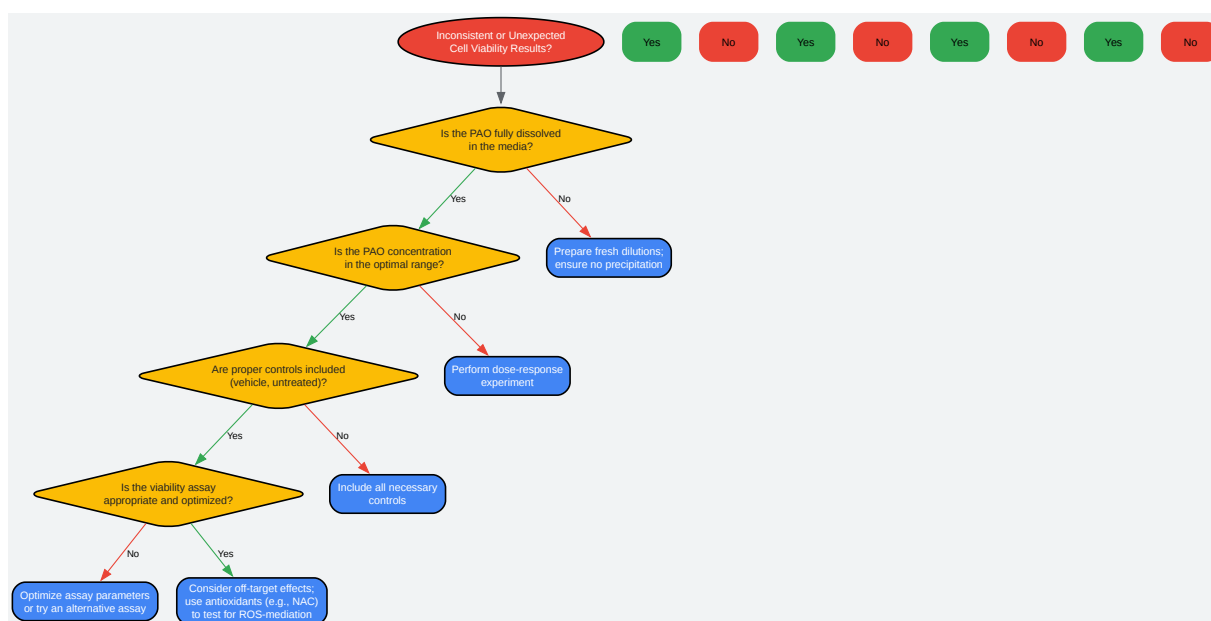 Inconsistent or Unexpected
Cell Viability Results?
Yes
No
Yes
No
Yes
No
Yes
No
Is the PAO fully dissolved
in the media?
Yes
No
Is the PAO concentration
in the optimal range?
Prepare fresh dilutions;
ensure no precipitation
Yes
No
Are proper controls included
(vehicle, untreated)?
Perform dose-response
experiment
Yes
No
Is the viability assay
appropriate and optimized?
Include all necessary
controls
No
Yes
Optimize assay parameters
or try an alternative assay
Consider off-target effects;
use antioxidants (e.g., NAC)
to test for ROS-mediation